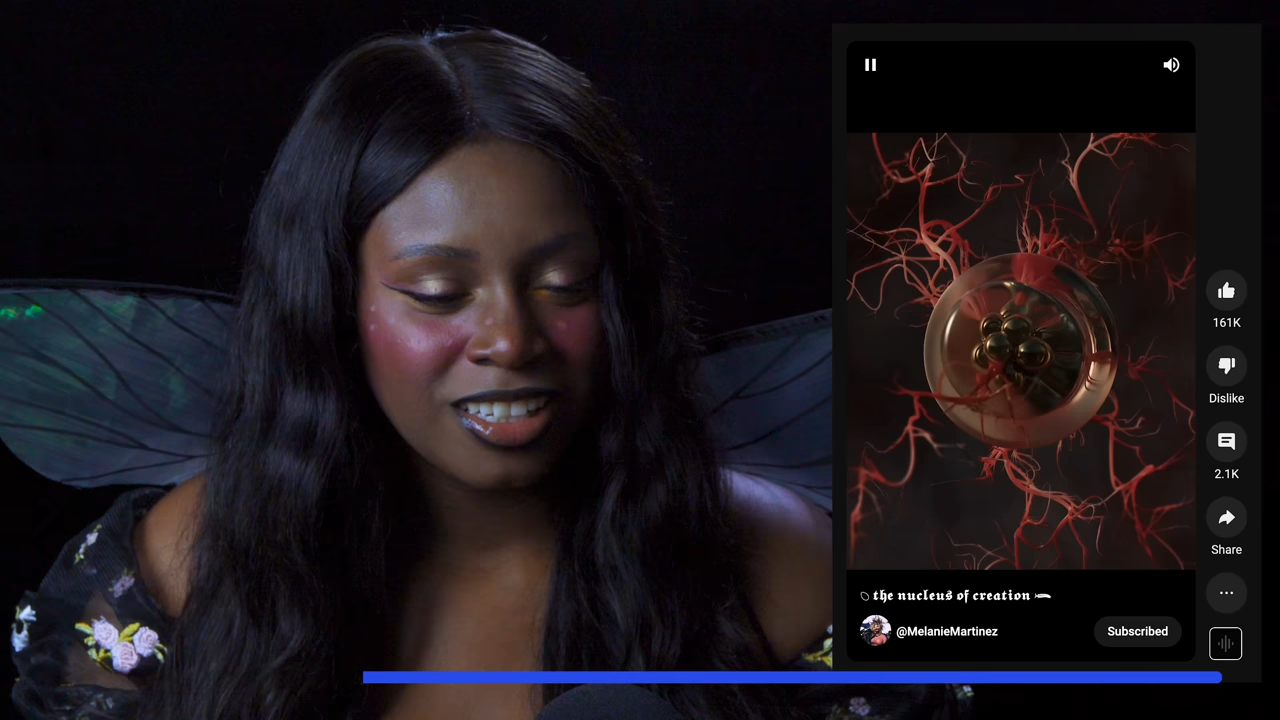 161K
Dislike
2.1K
Share
the nucleus of creation
@MelanieMartinez
Subscribed